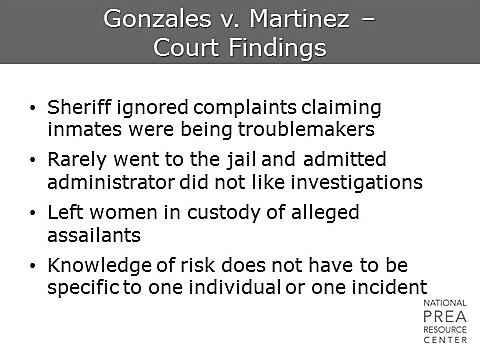 Gonzales v. Martinez –
Court Findings
• Sheriff ignored complaints claiming
inmates were being troublemakers
• Rarely went to the jail and admitted
administrator did not like investigations
• Left women in custody of alleged
assailants
• Knowledge of risk does not have to be
specific to one individual or one incident
NATIONAL
PREA
RESOURCE
CENTER